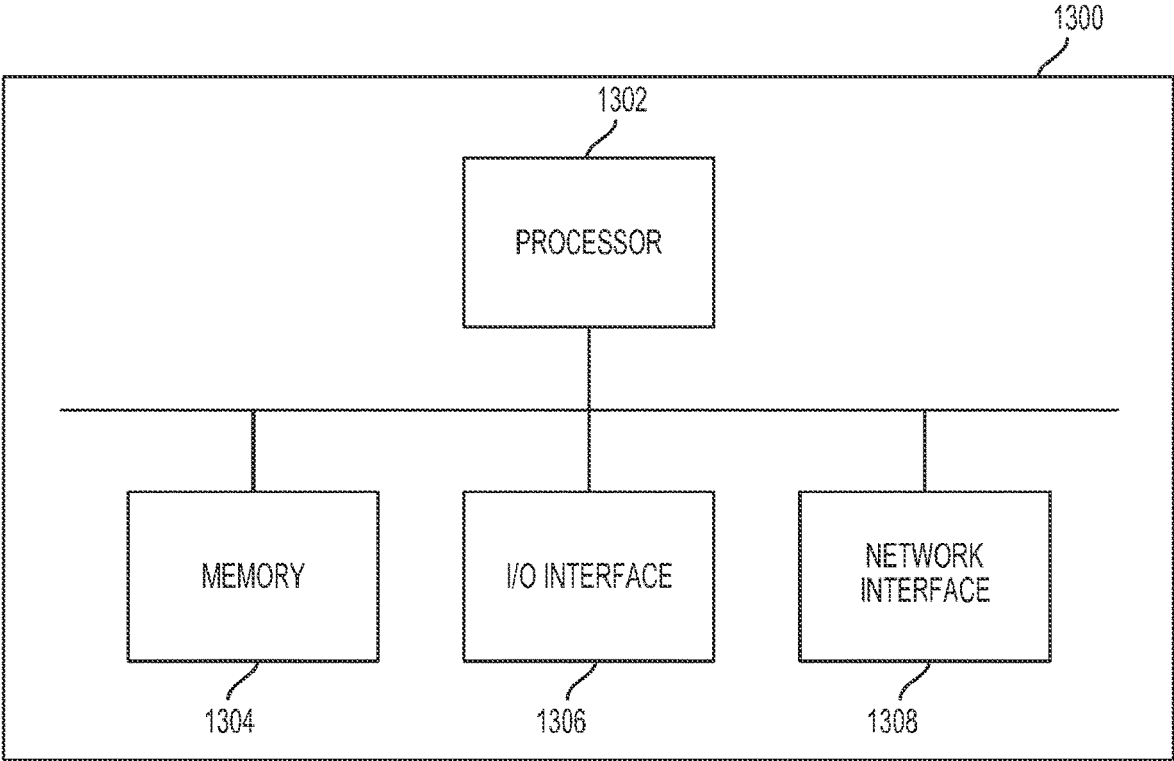 1300
1302
PROCESSOR
MEMORY
I/O INTERFACE
NETWORK
INTERFACE
1304
1306
1308